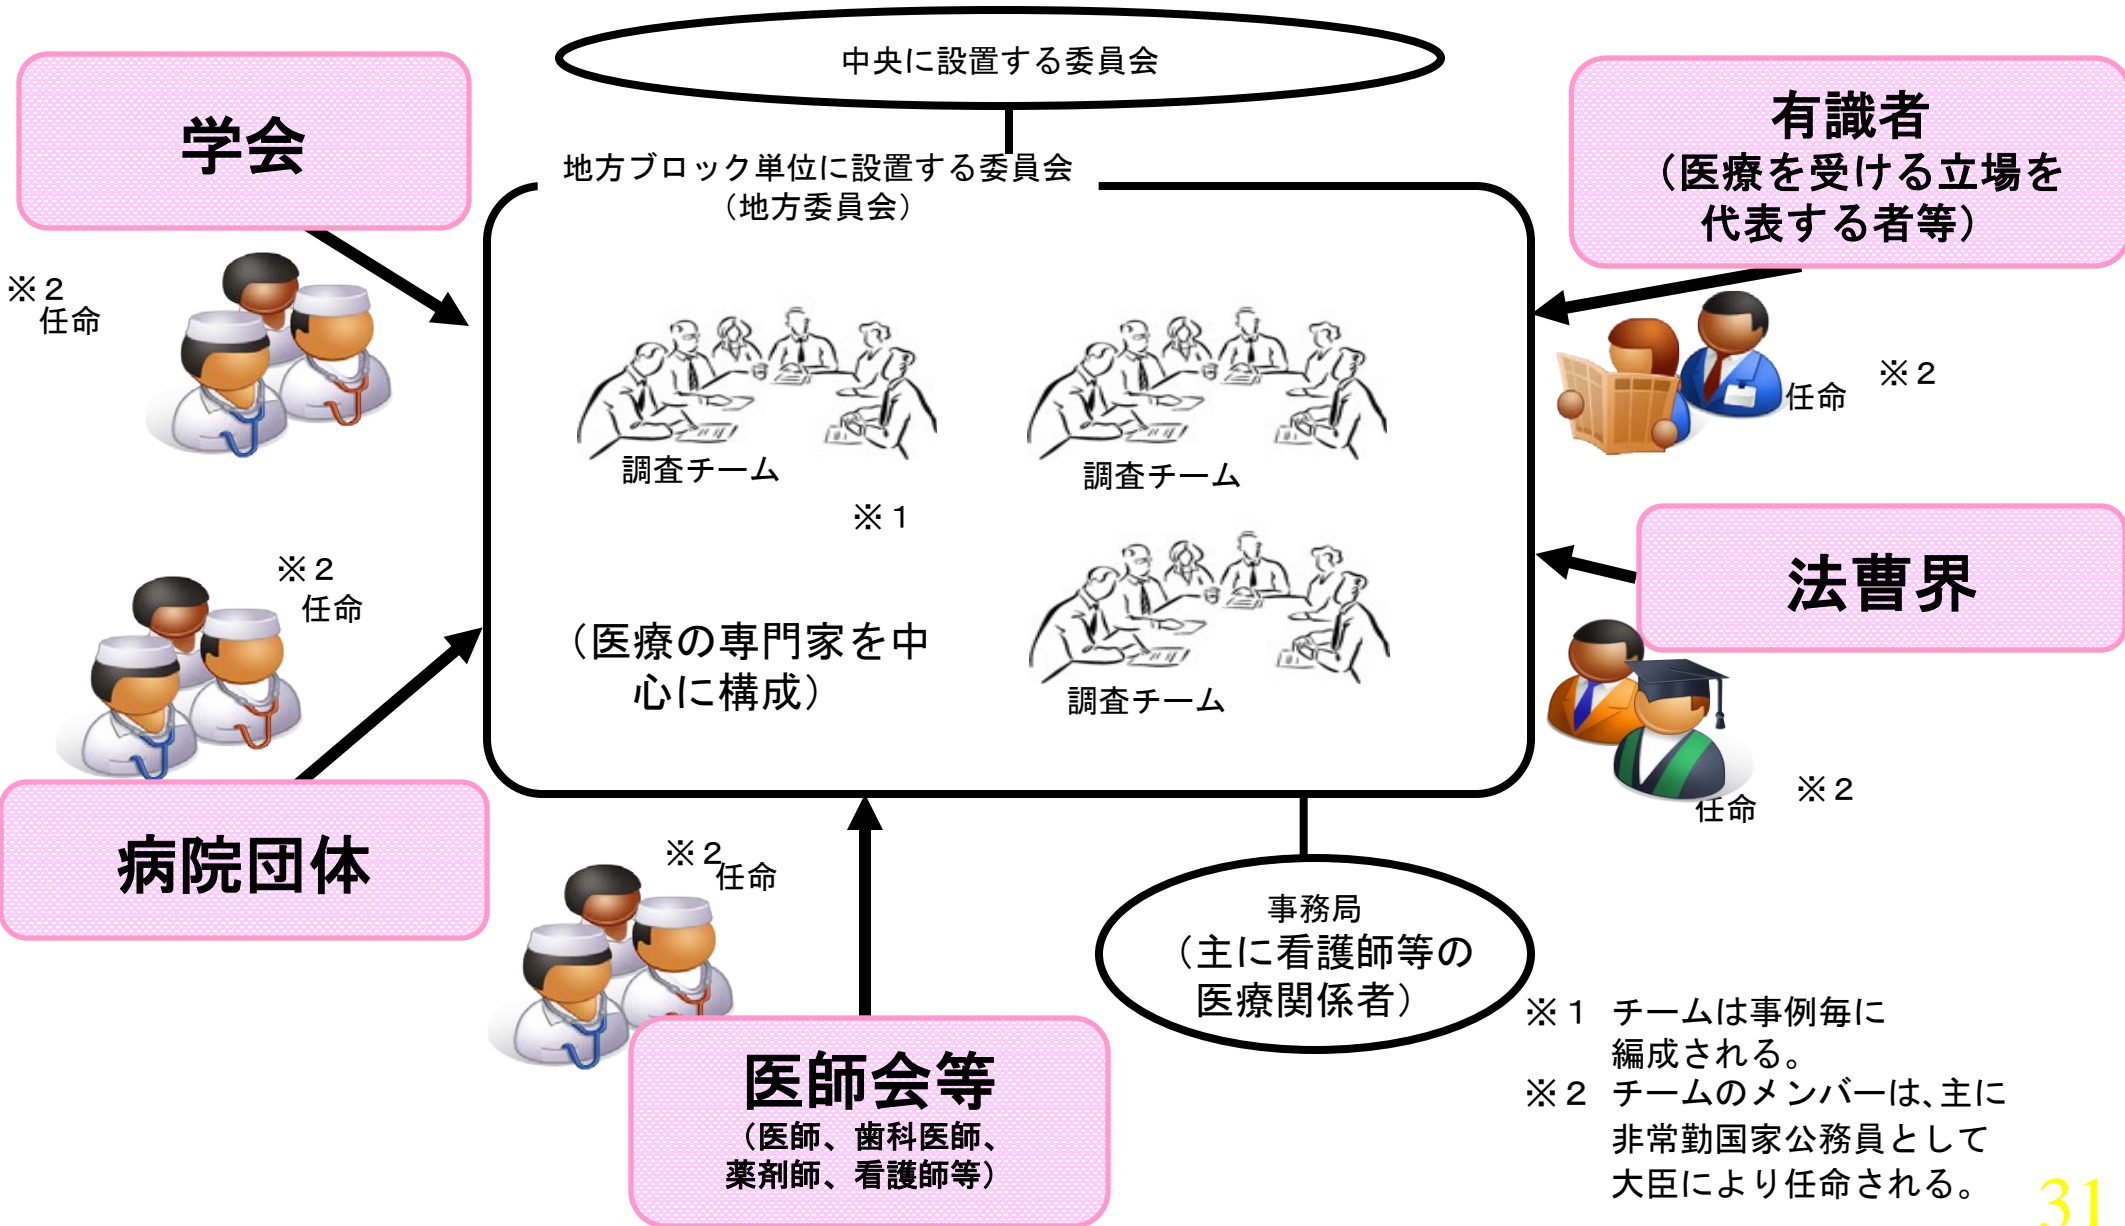 中央に設置する委員会
学会
有識者
（医療を受ける立場を
代表する者等）
地方ブロック単位に設置する委員会
（地方委員会）
※２
任命
※２
任命
調査チーム
調査チーム
※１
※２
任命
法曹界
（医療の専門家を中
心に構成）
調査チーム
※２
任命
病院団体
※２
任命
事務局
（主に看護師等の
医療関係者）
医師会等
（医師、歯科医師、
薬剤師、看護師等）
※１　チームは事例毎に
編成される。
※２　チームのメンバーは、主に
非常勤国家公務員として
大臣により任命される。
31